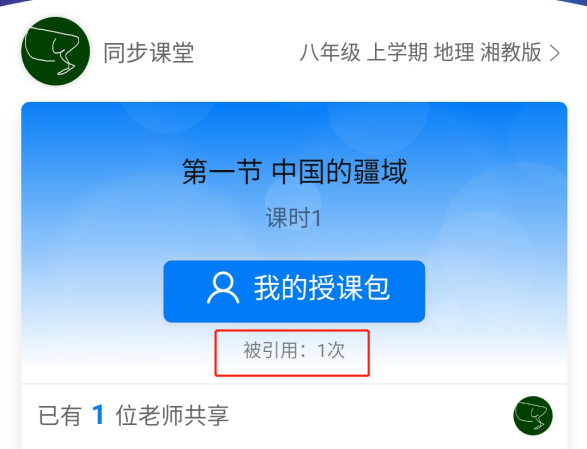 同步课堂
八年级 上学期 地理 湘教版
第一节 中国的疆域
课时1
我的授课包
被引用：1次
已有 1 位老师共享